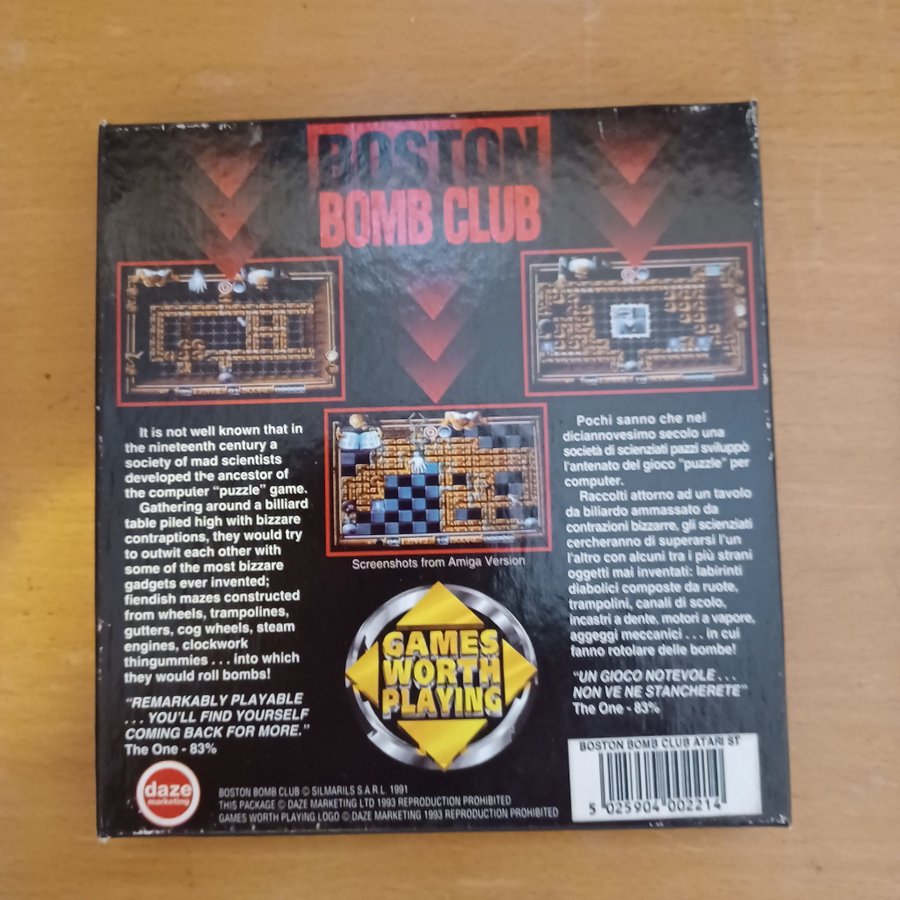 BOSTON
BOMB CLUB
It is not well known that in
the nineteenth century a
society of mad scientists
developed the ancestor of
the computer "puzzle" game.
Gathering around a billiard
table piled high with bizzare
contraptions, they would try
to outwit each other with
some of the most bizzare
gadgets ever invented;
fiendish mazes constructed
from wheels, trampolines,
gutters, cog wheels, steam
engines, clockwork
thingummies . . . into which
they would roll bombs!
"REMARKABLY PLAYABLE
. . . YOU'LL FIND YOURSELF
COMING BACK FOR MORE."
The One - 83%
Screenshots from Amiga Version
GAMES
WORTH
PLAYING
Pochi sanno che nel
diciannovesimo secolo una
società di scienziati pazzi sviluppò
l'antenato del gioco "puzzle" per
computer.
Raccolti attorno ad un tavolo
da biliardo ammassato da
contrazioni bizzarre, gli scienziati
cercheranno di superarsi l'un
l'altro con alcuni tra i più strani
oggetti mai inventati: labirinti
diabolici composte da ruote,
trampolini, canali di scolo,
incastri a dente, motori a vapore,
aggeggi meccanici . . . in cui
fanno rotolare delle bombe!
"UN GIOCO NOTEVOLE . . .
NON VE NE STANCHERETE"
The One - 83%
daze
marketing
BOSTON BOMB CLUB © SILMARILS S.A.R.L. 1991
THIS PACKAGE © DAZE MARKETING LTD 1993 REPRODUCTION PROHIBITED
GAMES WORTH PLAYING LOGO © DAZE MARKETING 1993 REPRODUCTION PROHIBITED
BOSTON BOMB CLUB ATARI ST
5 025904 002214